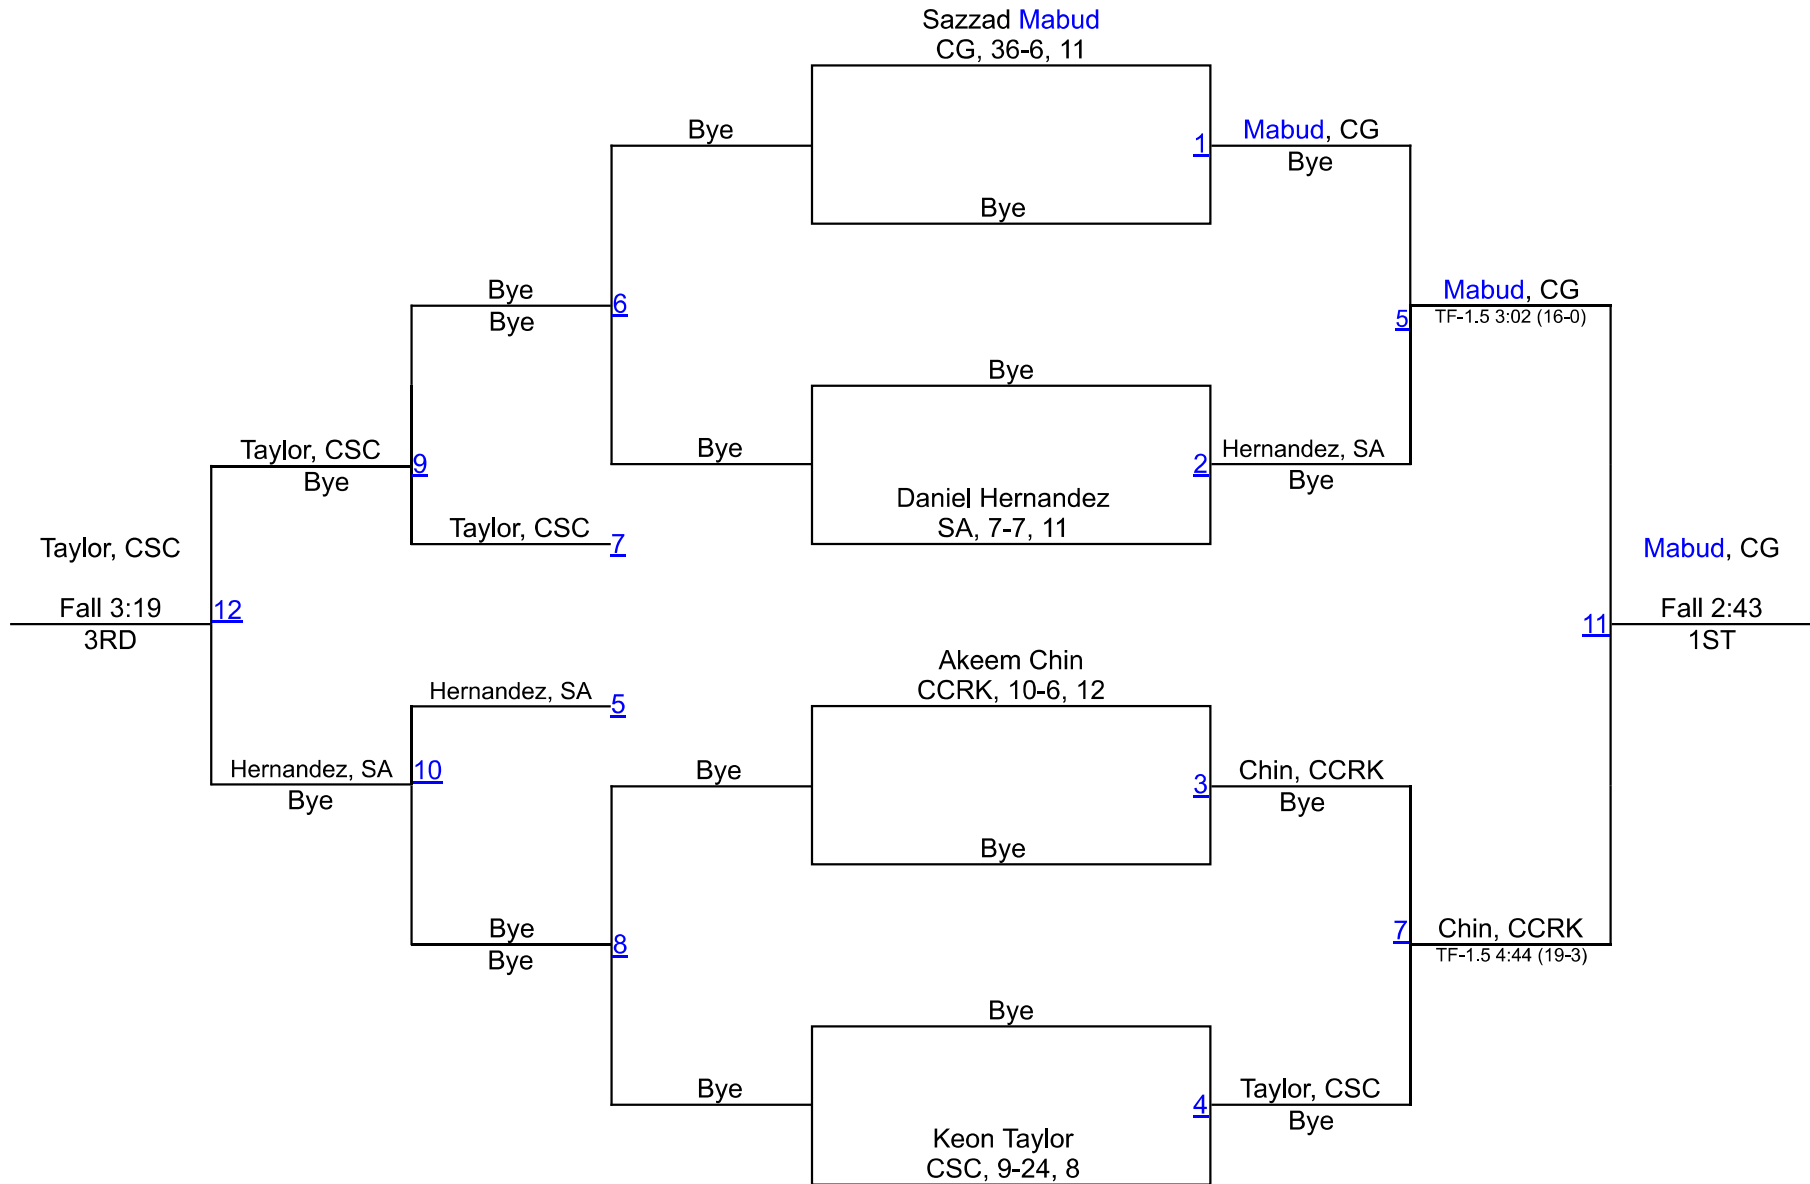 Sazzad Mabud
CG, 36-6, 11
Bye
1
Mabud, CG
Bye
Bye
Bye
Bye
6
Mabud, CG
TF-1.5 3:02 (16-0)
5
Bye
Taylor, CSC
Bye
9
Bye
2
Hernandez, SA
Bye
Daniel Hernandez
SA, 7-7, 11
Taylor, CSC
7
Taylor, CSC
Fall 3:19
3RD
12
Mabud, CG
Fall 2:43
1ST
11
Akeem Chin
CCRK, 10-6, 12
Hernandez, SA
5
Hernandez, SA
Bye
10
Bye
3
Chin, CCRK
Bye
Bye
Bye
Bye
8
7
Chin, CCRK
TF-1.5 4:44 (19-3)
Bye
Bye
4
Taylor, CSC
Bye
Keon Taylor
CSC, 9-24, 8